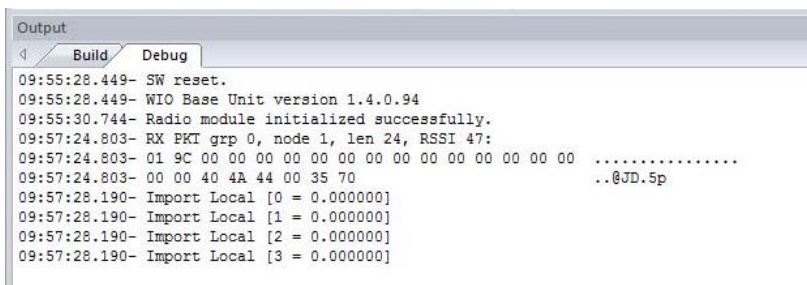 Output
Build Debug
09:55:28.449- SW reset.
09:55:28.449- WIO Base Unit version 1.4.0.94
09:55:30.744- Radio module initialized successfully.
09:57:24.803- RX PKT grp 0, node 1, len 24, RSSI 47:
09:57:24.803- 01 9C 00 00 00 00 00 00 00 00 00 00 00 00 00 00 ................
09:57:24.803- 00 00 40 4A 44 00 35 70 ..@JD.5p
09:57:28.190- Import Local [0 = 0.000000]
09:57:28.190- Import Local [1 = 0.000000]
09:57:28.190- Import Local [2 = 0.000000]
09:57:28.190- Import Local [3 = 0.000000]